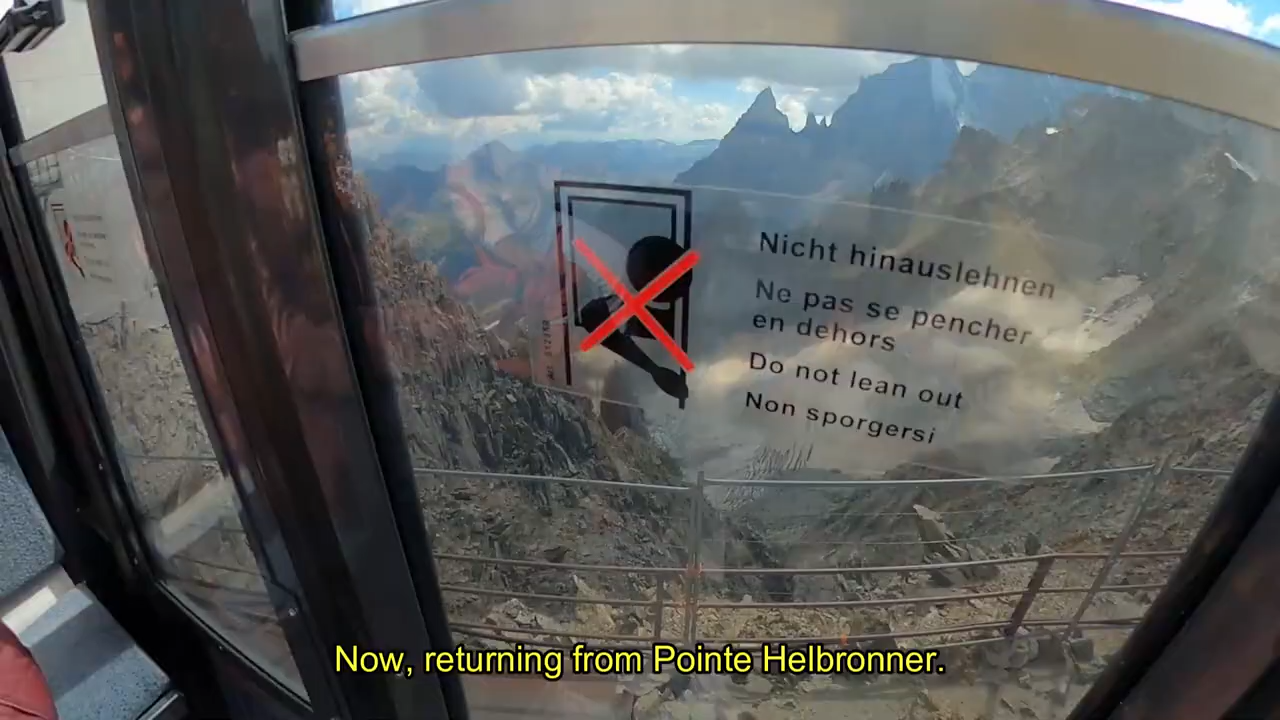 Nicht hinauslehnen
Ne pas se pencher
en dehors
Do not lean out
Non sporgersi
Now, returning from Pointe Helbronner.